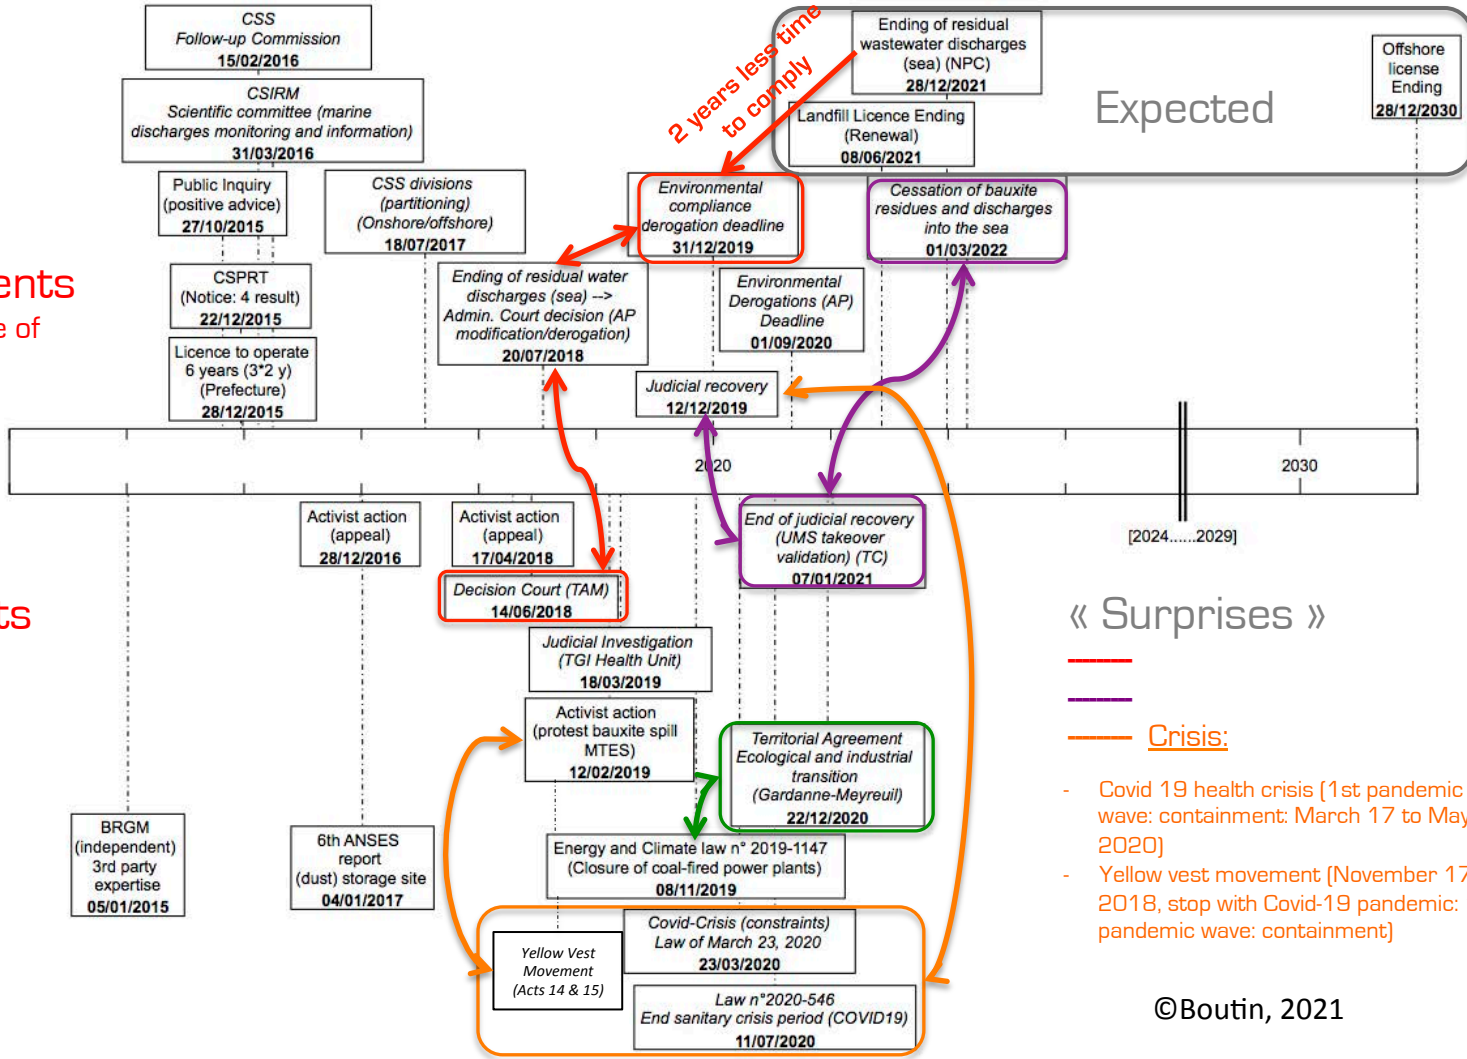 CSS
Follow-up Commission
15/02/2016
CSIRM
Scientific committee (marine
discharges monitoring and information)
31/03/2016
Public Inquiry
(positive advice)
27/10/2015
CSS divisions
(partitioning)
(Onshore/offshore)
18/07/2017
CSPRT
(Notice: 4 result)
22/12/2015
Licence to operate
6 years (3*2 y)
(Prefecture)
28/12/2015
ents
e of
Ending of residual water
discharges (sea) -->
Admin. Court decision (AP
modification/derogation)
20/07/2018
2 years less time
to comply
Environmental
compliance
derogation deadline
31/12/2019
Judicial recovery
12/12/2019
Environmental
Derogations (AP)
Deadline
01/09/2020
Ending of residual
wastewater discharges
(sea) (NPC)
28/12/2021
Landfill Licence Ending
(Renewal)
08/06/2021
Cessation of bauxite
residues and discharges
into the sea
01/03/2022
Expected
Offshore
license
Ending
28/12/2030
2020
2030
[2024......2029]
Activist action
(appeal)
28/12/2016
Activist action
(appeal)
17/04/2018
Decision Court (TAM)
14/06/2018
End of judicial recovery
(UMS takeover
validation) (TC)
07/01/2021
ts
Judicial Investigation
(TGI Health Unit)
18/03/2019
Activist action
(protest bauxite spill
MTES)
12/02/2019
Territorial Agreement
Ecological and industrial
transition
(Gardanne-Meyreuil)
22/12/2020
BRGM
(independent)
3rd party
expertise
05/01/2015
6th ANSES
report
(dust) storage site
04/01/2017
Energy and Climate law n° 2019-1147
(Closure of coal-fired power plants)
08/11/2019
Yellow Vest
Movement
(Acts 14 & 15)
Covid-Crisis (constraints)
Law of March 23, 2020
23/03/2020
Law n°2020-546
End sanitary crisis period (COVID19)
11/07/2020
« Surprises »
Crisis:
- Covid 19 health crisis (1st pandemic
wave: containment: March 17 to May
2020)
- Yellow vest movement (November 17
2018, stop with Covid-19 pandemic:
pandemic wave: containment)
©Boutin, 2021